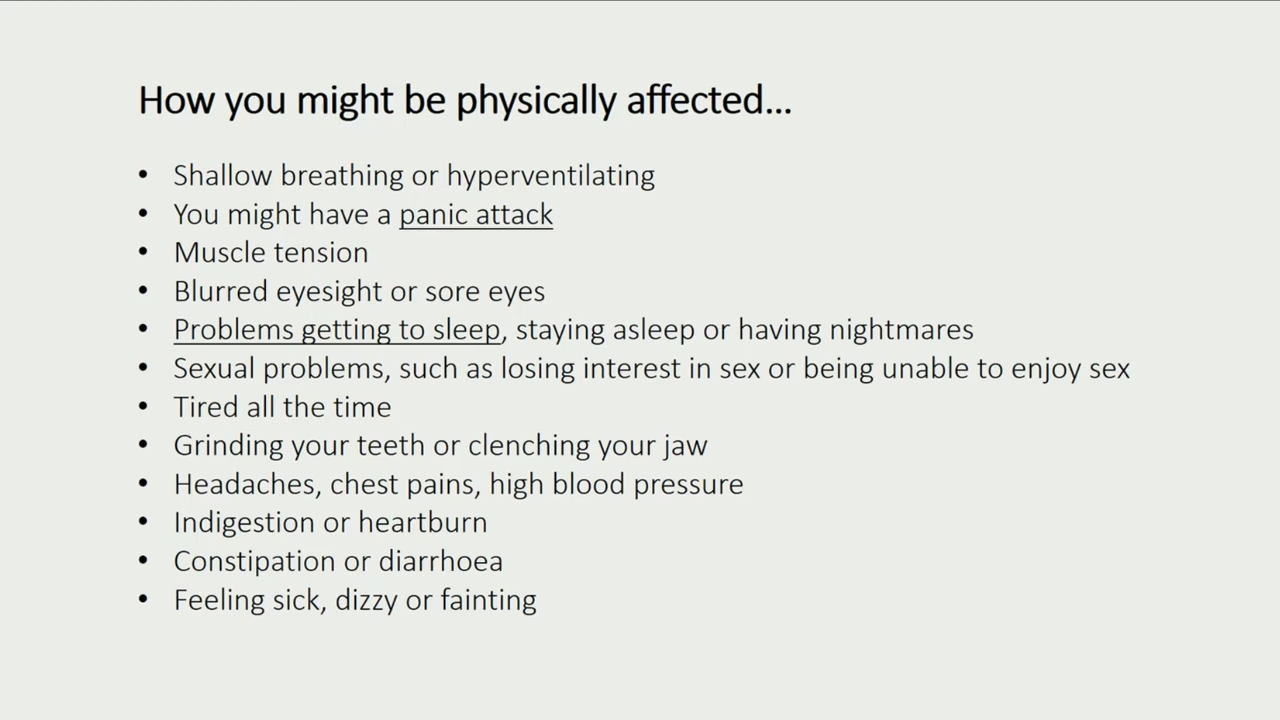 How you might be physically affected...
• Shallow breathing or hyperventilating
• You might have a panic attack
• Muscle tension
• Blurred eyesight or sore eyes
• Problems getting to sleep, staying asleep or having nightmares
• Sexual problems, such as losing interest in sex or being unable to enjoy sex
• Tired all the time
• Grinding your teeth or clenching your jaw
• Headaches, chest pains, high blood pressure
• Indigestion or heartburn
• Constipation or diarrhoea
• Feeling sick, dizzy or fainting